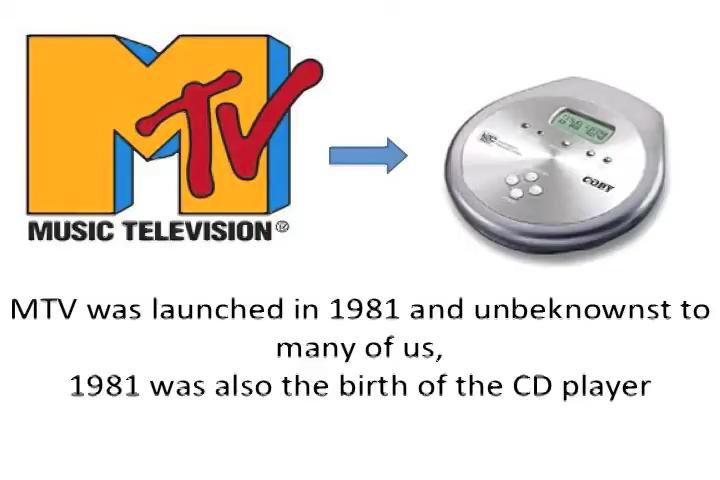 MTV
MUSIC TELEVISION®
COBY
MTV was launched in 1981 and unbeknownst to
many of us,
1981 was also the birth of the CD player